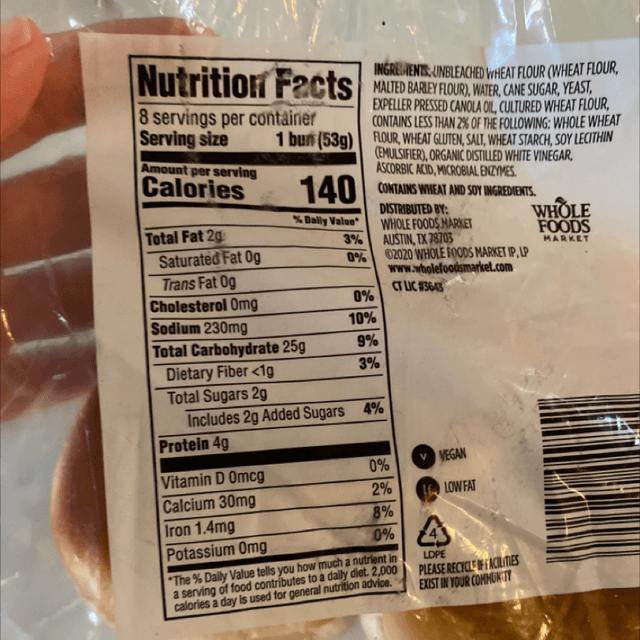 Nutrition Facts
8 servings per container
Serving size 1 bun (53g)
Amount per serving
Calories 140
% Daily Value*
Total Fat 2g 3%
Saturated Fat 0g 0%
Trans Fat 0g
Cholesterol 0mg 0%
Sodium 230mg 10%
Total Carbohydrate 25g 9%
Dietary Fiber <1g 3%
Total Sugars 2g
Includes 2g Added Sugars 4%
Protein 4g
Vitamin D 0mcg 0%
Calcium 30mg 2%
Iron 1.4mg 8%
Potassium 0mg 0%
*The % Daily Value tells you how much a nutrient in
a serving of food contributes to a daily diet. 2,000
calories a day is used for general nutrition advice.
INGREDIENTS: UNBLEACHED WHEAT FLOUR (WHEAT FLOUR,
MALTED BARLEY FLOUR), WATER, CANE SUGAR, YEAST,
EXPELLER PRESSED CANOLA OIL, CULTURED WHEAT FLOUR,
CONTAINS LESS THAN 2% OF THE FOLLOWING: WHOLE WHEAT
FLOUR, WHEAT GLUTEN, SALT, WHEAT STARCH, SOY LECITHIN
(EMULSIFIER), ORGANIC DISTILLED WHITE VINEGAR,
ASCORBIC ACID, MICROBIAL ENZYMES.
CONTAINS WHEAT AND SOY INGREDIENTS.
DISTRIBUTED BY:
WHOLE FOODS MARKET
AUSTIN, TX 78703
©2020 WHOLE FOODS MARKET IP, LP
www.wholefoodsmarket.com
CT LIC #3643
WHOLE
FOODS
MARKET
V VEGAN
LOW FAT
4
LDPE
PLEASE RECYCLE IF FACILITIES
EXIST IN YOUR COMMUNITY